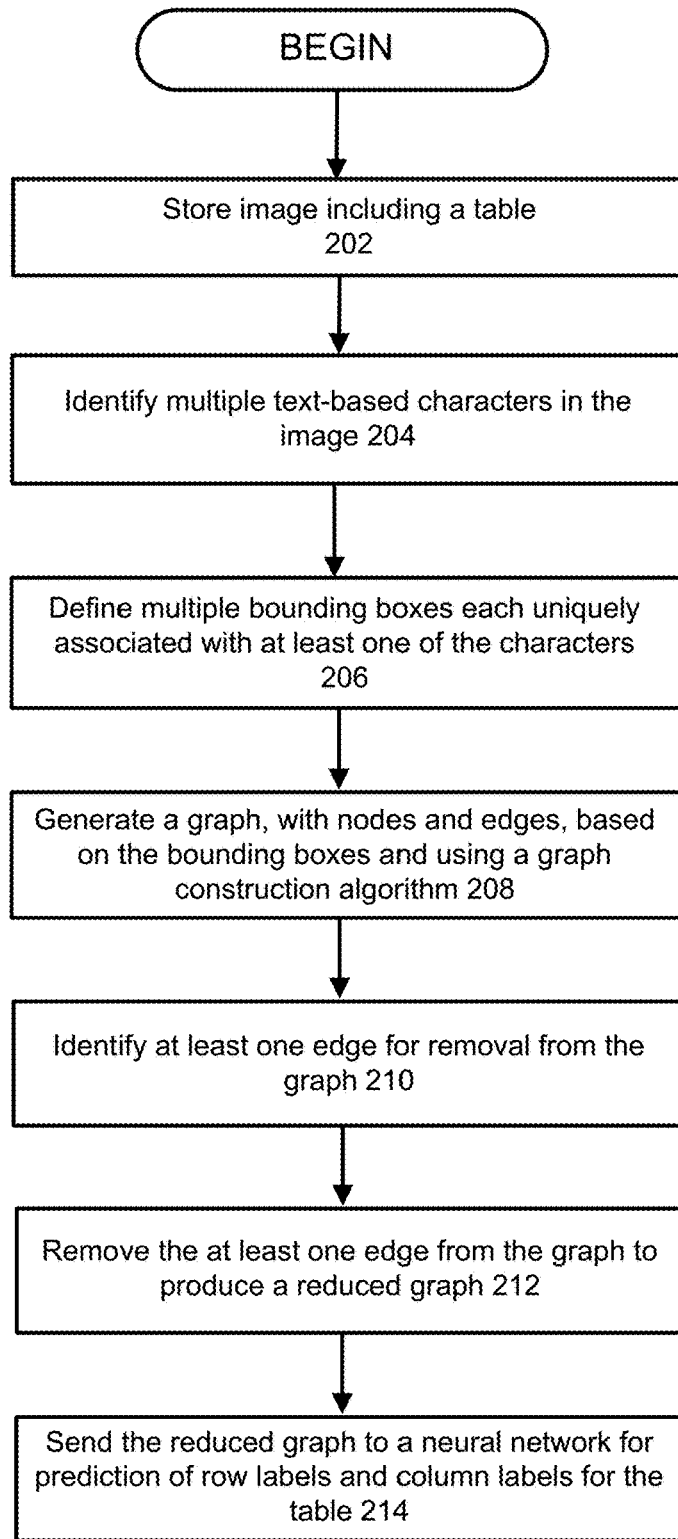 BEGIN
Store image including a table
202
Identify multiple text-based characters in the
image 204
Define multiple bounding boxes each uniquely
associated with at least one of the characters
206
Generate a graph, with nodes and edges, based
on the bounding boxes and using a graph
construction algorithm 208
Identify at least one edge for removal from the
graph 210
Remove the at least one edge from the graph to
produce a reduced graph 212
Send the reduced graph to a neural network for
prediction of row labels and column labels for the
table 214